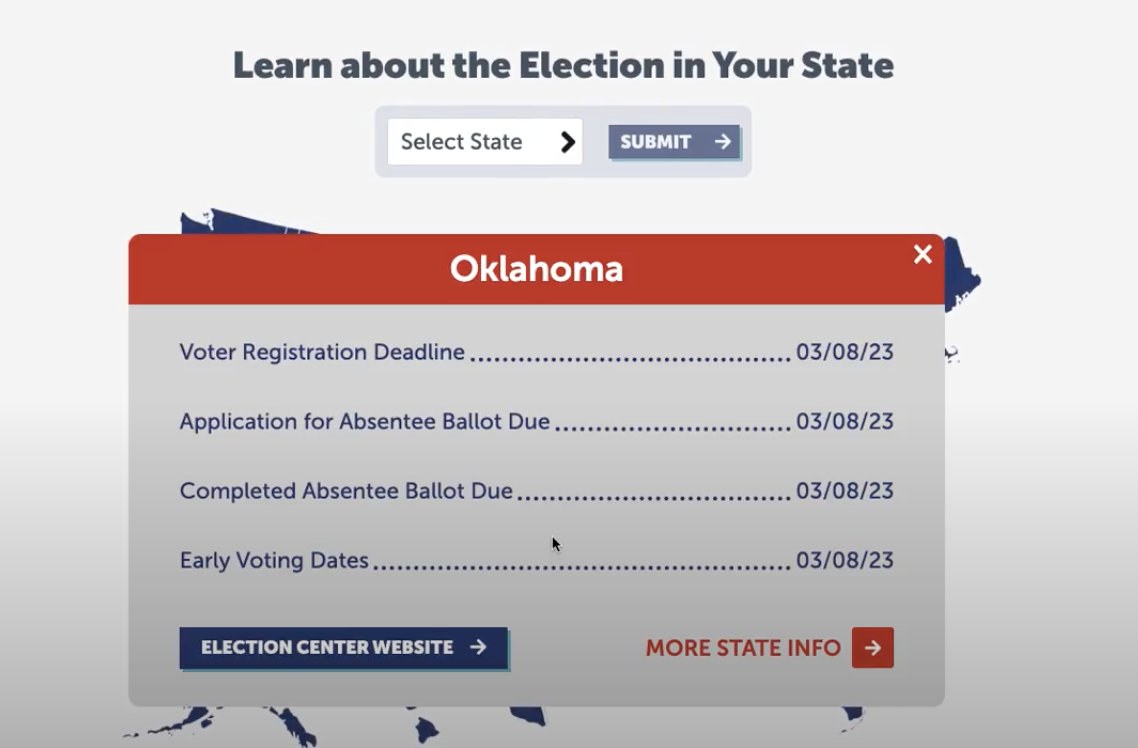 Learn about the Election in Your State
Select State
SUBMIT
Oklahoma
Voter Registration Deadline ........................................ 03/08/23
Application for Absentee Ballot Due ............................. 03/08/23
Completed Absentee Ballot Due .................................. 03/08/23
Early Voting Dates .................................................... 03/08/23
ELECTION CENTER WEBSITE
MORE STATE INFO